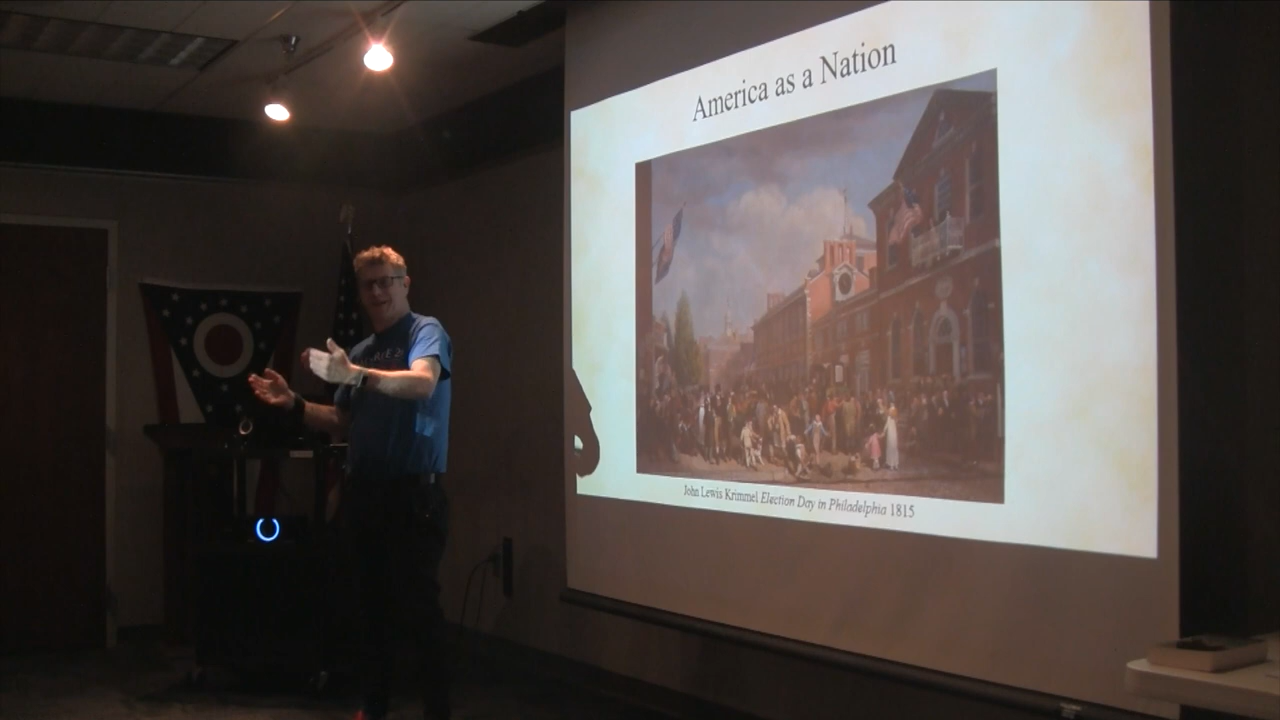 America as a Nation
John Lewis Krimmel Election Day in Philadelphia 1815